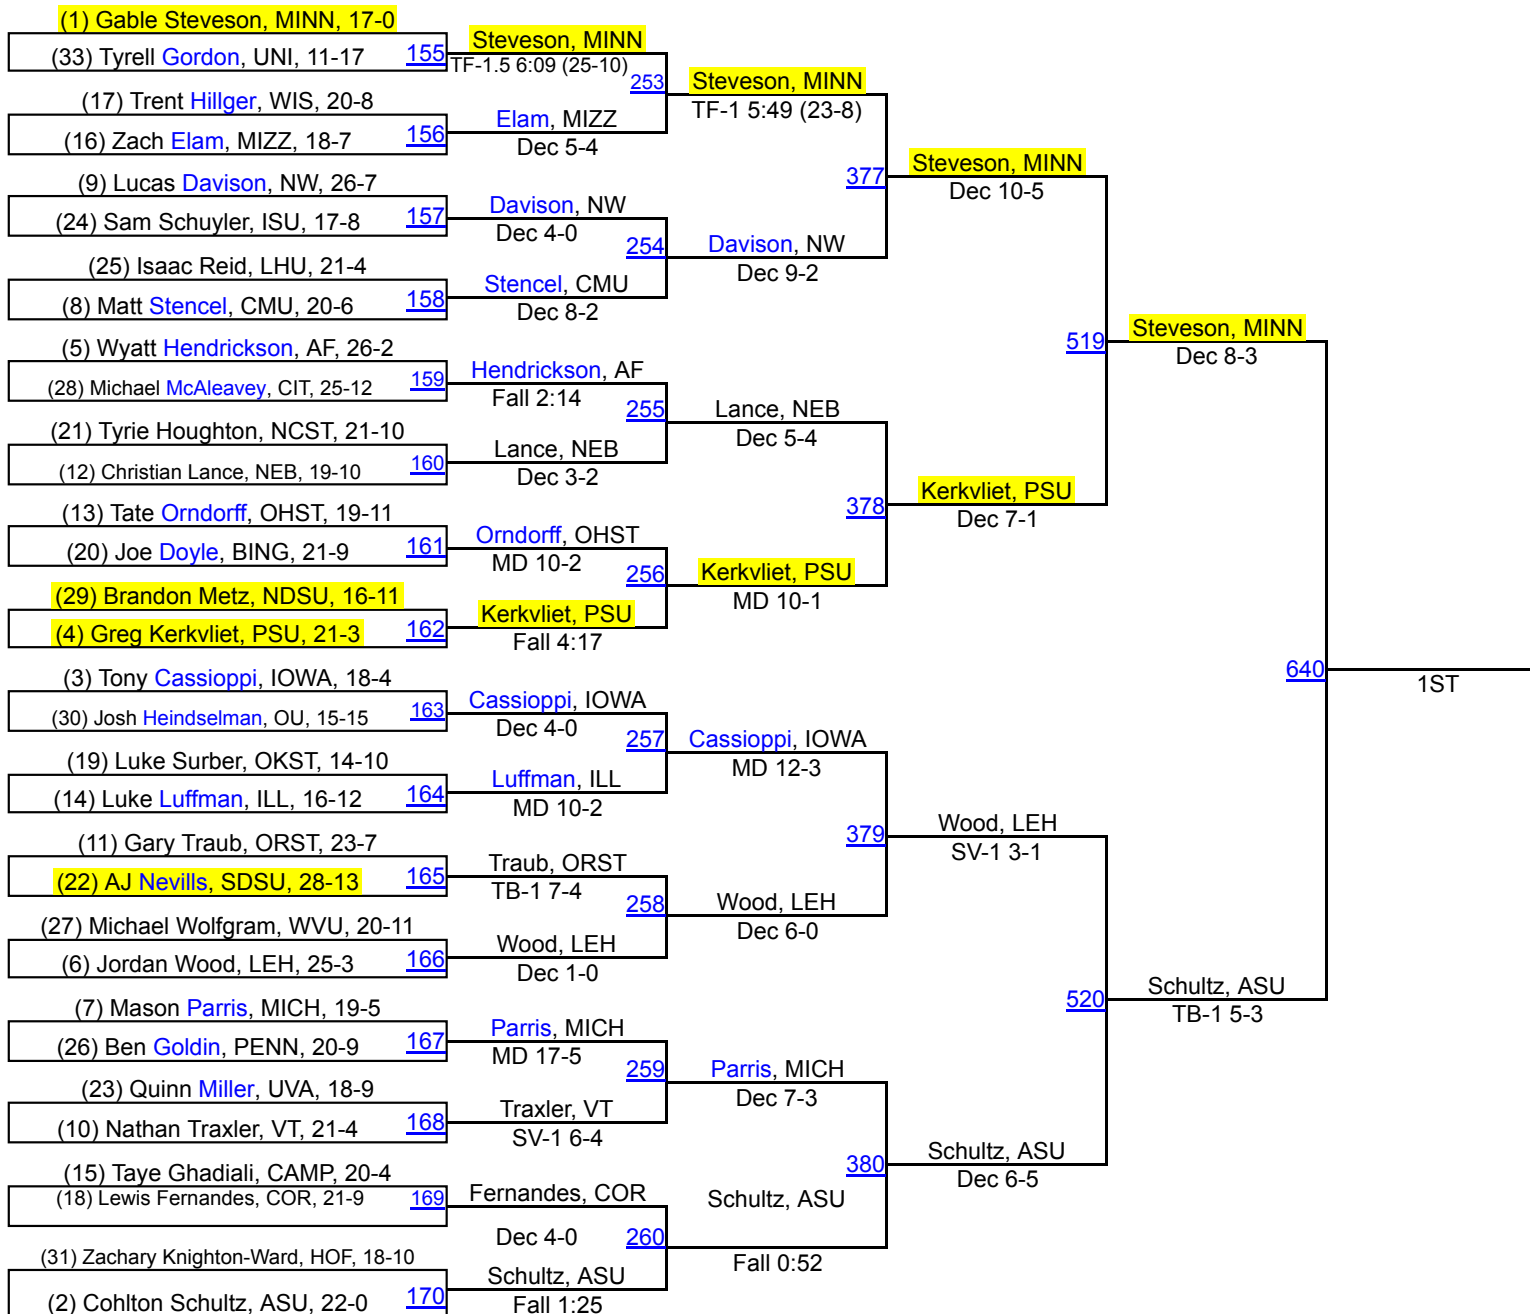 (1) Gable Steveson, MINN, 17-0
(33) Tyrell Gordon, UNI, 11-17
155
(17) Trent Hillger, WIS, 20-8
(16) Zach Elam, MIZZ, 18-7
156
(9) Lucas Davison, NW, 26-7
(24) Sam Schuyler, ISU, 17-8
157
(25) Isaac Reid, LHU, 21-4
(8) Matt Stencel, CMU, 20-6
158
(5) Wyatt Hendrickson, AF, 26-2
(28) Michael McAleavey, CIT, 25-12
159
(21) Tyrie Houghton, NCST, 21-10
(12) Christian Lance, NEB, 19-10
160
(13) Tate Orndorff, OHST, 19-11
(20) Joe Doyle, BING, 21-9
161
(29) Brandon Metz, NDSU, 16-11
(4) Greg Kerkvliet, PSU, 21-3
162
(3) Tony Cassioppi, IOWA, 18-4
(30) Josh Heindselman, OU, 15-15
163
(19) Luke Surber, OKST, 14-10
(14) Luke Luffman, ILL, 16-12
164
(11) Gary Traub, ORST, 23-7
(22) AJ Nevills, SDSU, 28-13
165
(27) Michael Wolfgram, WVU, 20-11
(6) Jordan Wood, LEH, 25-3
166
(7) Mason Parris, MICH, 19-5
(26) Ben Goldin, PENN, 20-9
167
(23) Quinn Miller, UVA, 18-9
(10) Nathan Traxler, VT, 21-4
168
(15) Taye Ghadiali, CAMP, 20-4
(18) Lewis Fernandes, COR, 21-9
169
(31) Zachary Knighton-Ward, HOF, 18-10
(2) Cohlton Schultz, ASU, 22-0
170
Steveson, MINN
TF-1.5 6:09 (25-10)
253
Elam, MIZZ
Dec 5-4
Davison, NW
Dec 4-0
254
Stencel, CMU
Dec 8-2
Hendrickson, AF
Fall 2:14
255
Lance, NEB
Dec 3-2
Orndorff, OHST
MD 10-2
256
Kerkvliet, PSU
Fall 4:17
Cassioppi, IOWA
Dec 4-0
257
Luffman, ILL
MD 10-2
Traub, ORST
TB-1 7-4
258
Wood, LEH
Dec 1-0
Parris, MICH
MD 17-5
259
Traxler, VT
SV-1 6-4
Fernandes, COR
Dec 4-0
260
Schultz, ASU
Fall 1:25
Steveson, MINN
TF-1 5:49 (23-8)
377
Davison, NW
Dec 9-2
Lance, NEB
Dec 5-4
378
Kerkvliet, PSU
MD 10-1
Cassioppi, IOWA
MD 12-3
379
Wood, LEH
Dec 6-0
Parris, MICH
Dec 7-3
380
Schultz, ASU
Fall 0:52
Steveson, MINN
Dec 10-5
519
Kerkvliet, PSU
Dec 7-1
Wood, LEH
SV-1 3-1
520
Schultz, ASU
Dec 6-5
Steveson, MINN
Dec 8-3
640
Schultz, ASU
TB-1 5-3
1ST